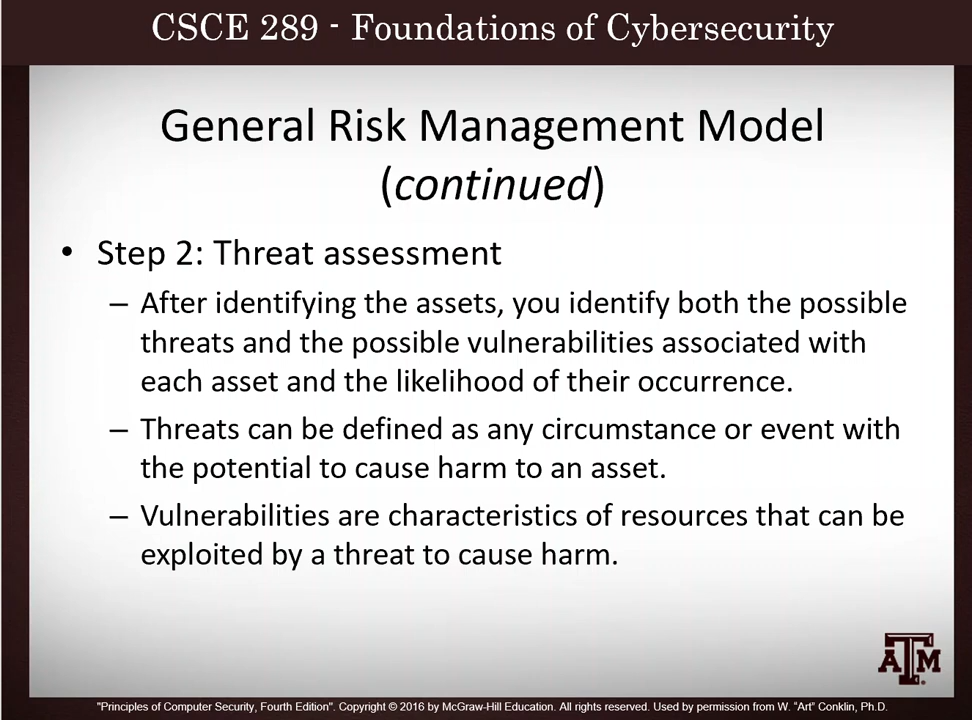 CSCE 289 - Foundations of Cybersecurity
General Risk Management Model
(continued)
• Step 2: Threat assessment
– After identifying the assets, you identify both the possible
threats and the possible vulnerabilities associated with
each asset and the likelihood of their occurrence.
– Threats can be defined as any circumstance or event with
the potential to cause harm to an asset.
– Vulnerabilities are characteristics of resources that can be
exploited by a threat to cause harm.
ATM
"Principles of Computer Security, Fourth Edition". Copyright © 2016 by McGraw-Hill Education. All rights reserved. Used by permission from W. "Art" Conklin, Ph.D.